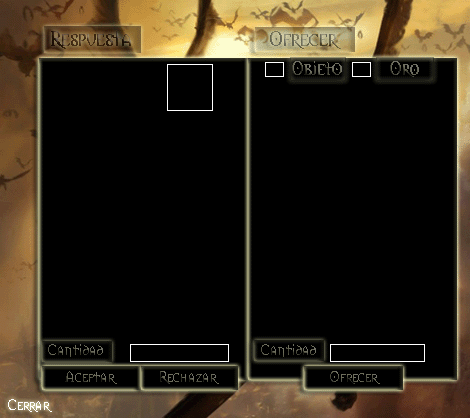 Respuesta
Ofrecer
Objeto
Oro
Cantidad
Cantidad
Aceptar
Rechazar
Ofrecer
Cerrar